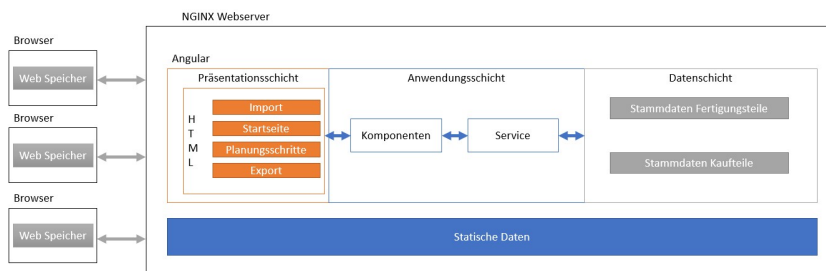 NGINX Webserver
Browser
Web Speicher
Browser
Web Speicher
Browser
Web Speicher
Angular
Präsentationsschicht
H
T
M
L
Import
Startseite
Planungsschritte
Export
Anwendungsschicht
Komponenten
Service
Datenschicht
Stammdaten Fertigungsteile
Stammdaten Kaufteile
Statische Daten